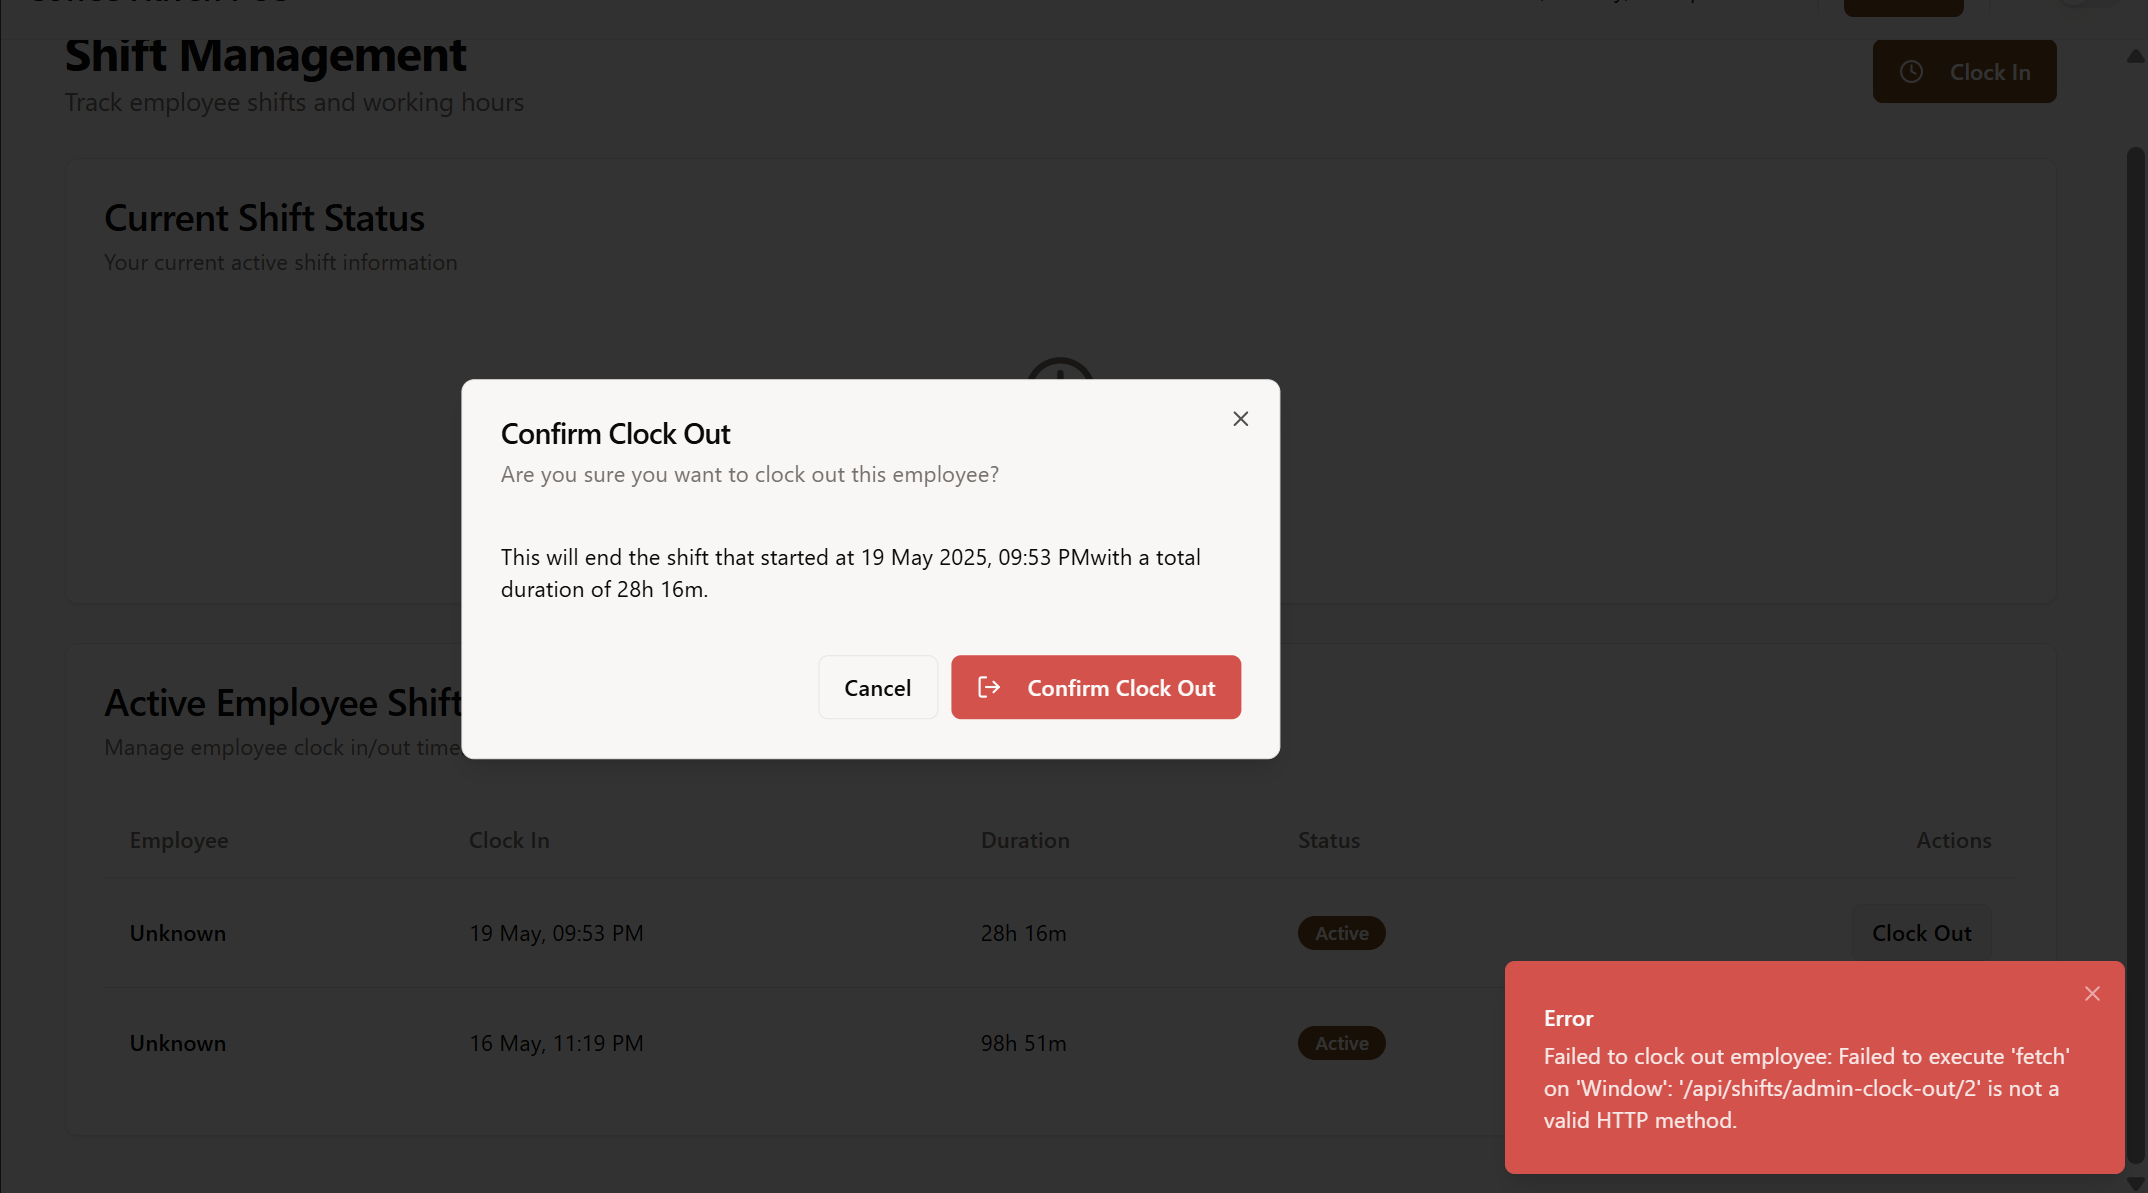 Shift Management
Clock In
Track employee shifts and working hours
Current Shift Status
Your current active shift information
Confirm Clock Out
Are you sure you want to clock out this employee?
This will end the shift that started at 19 May 2025, 09:53 PMwith a total
duration of 28h 16m.
Cancel
Confirm Clock Out
Active Employee Shift
Manage employee clock in/out time
Employee Clock In Duration Status Actions
Unknown 19 May, 09:53 PM 28h 16m Active Clock Out
Unknown 16 May, 11:19 PM 98h 51m Active
Error
Failed to clock out employee: Failed to execute 'fetch'
on 'Window': '/api/shifts/admin-clock-out/2' is not a
valid HTTP method.